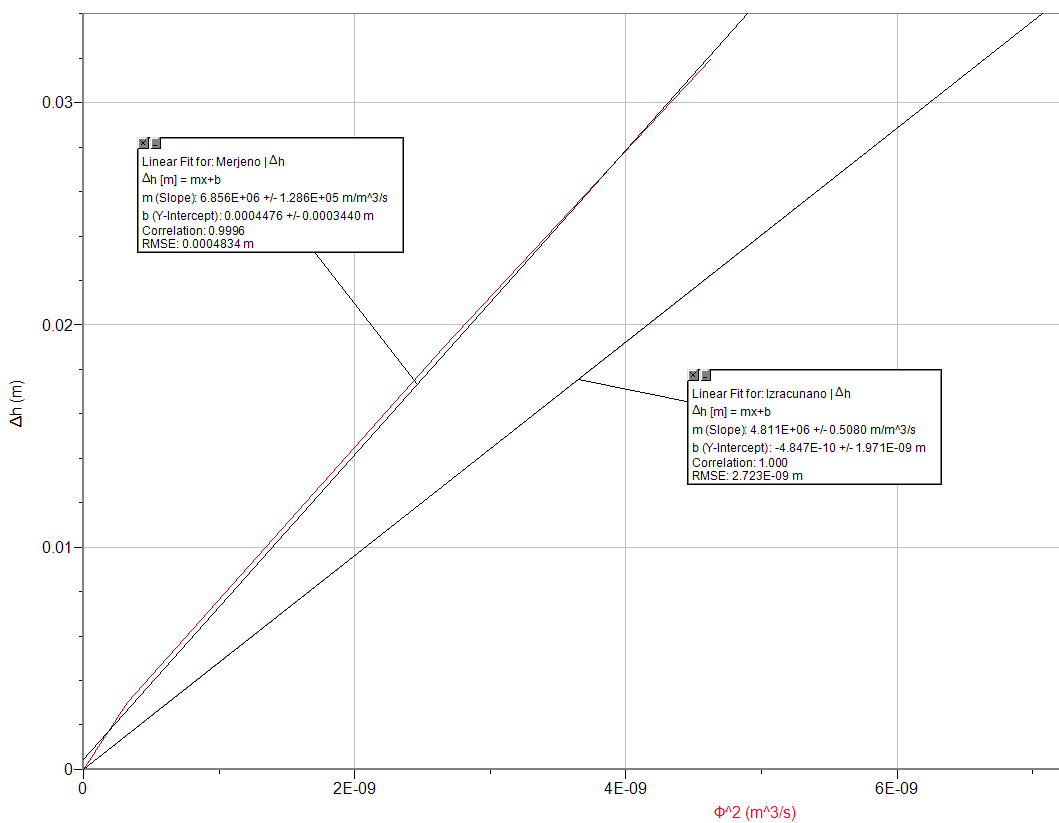 0.03
Linear Fit for: Merjeno | Δh
Δh [m] = mx+b
m (Slope): 6.856E+06 +/- 1.286E+05 m/m^3/s
b (Y-Intercept): 0.0004476 +/- 0.0003440 m
Correlation: 0.9996
RMSE: 0.0004834 m
0.02
Δh (m)
Linear Fit for: Izracunano | Δh
Δh [m] = mx+b
m (Slope): 4.811E+06 +/- 0.5080 m/m^3/s
b (Y-Intercept): -4.847E-10 +/- 1.971E-09 m
Correlation: 1.000
RMSE: 2.723E-09 m
0.01
0
0 2E-09 4E-09 6E-09
Φ^2 (m^3/s)